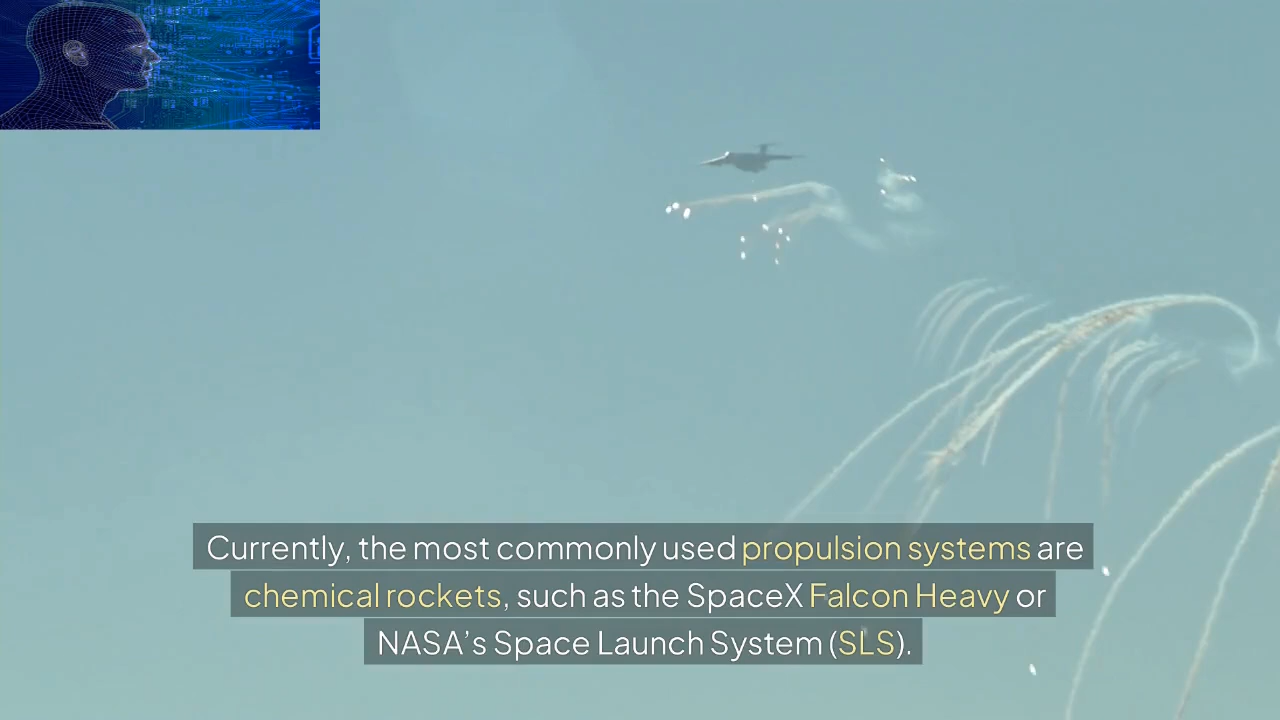 Currently, the most commonly used propulsion systems are
chemical rockets, such as the SpaceX Falcon Heavy or
NASA’s Space Launch System (SLS).